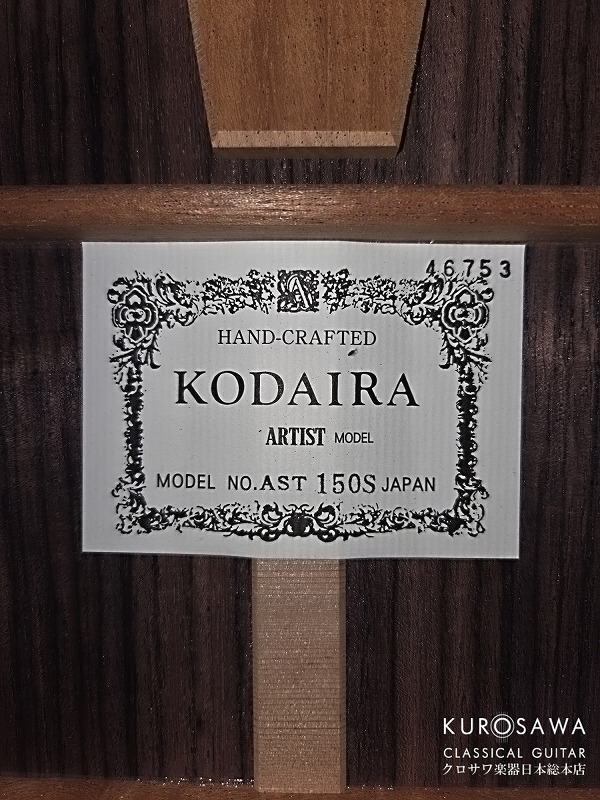 46753
A
HAND-CRAFTED
KODAIRA
ARTIST MODEL
MODEL NO. AST 150S JAPAN
KUROSAWA
CLASSICAL GUITAR
クロサワ楽器日本総本店